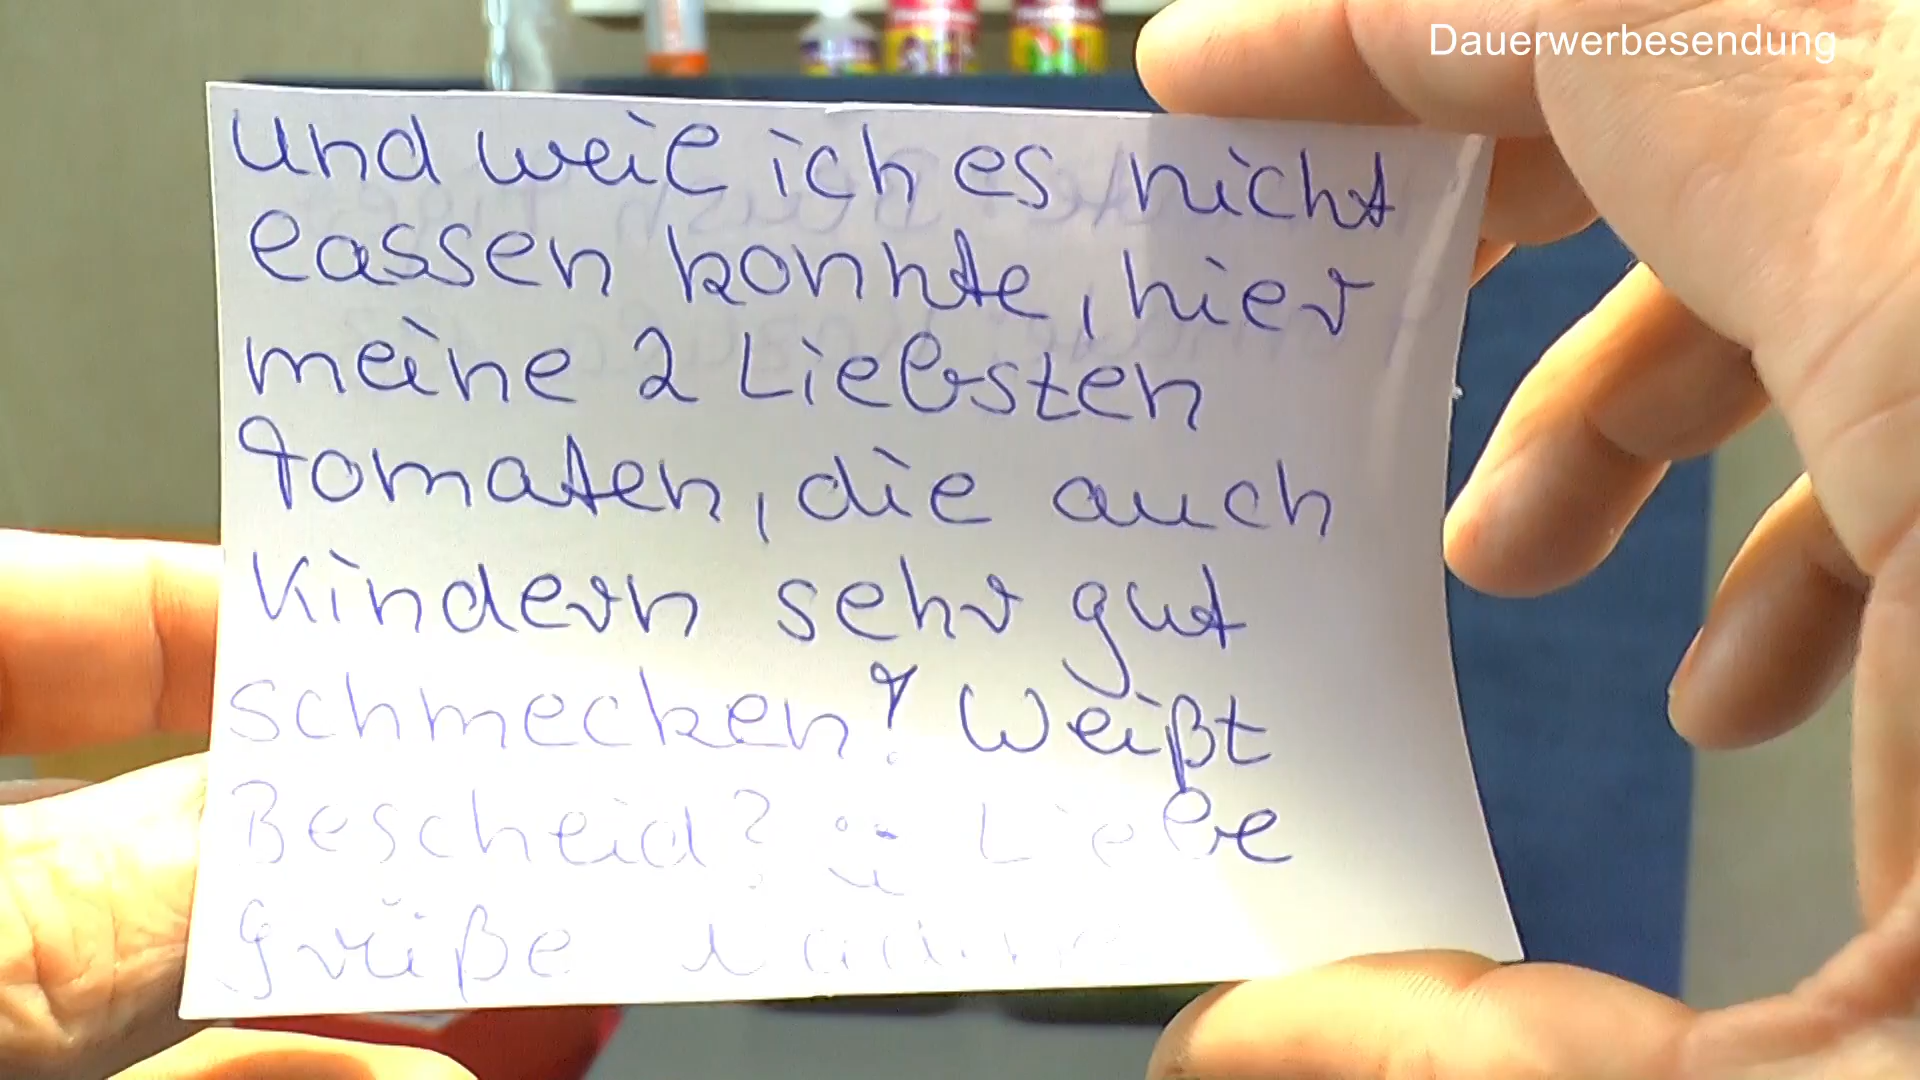 Dauerwerbesendung
und weil ich es nicht
lassen konnte, hier
meine 2 Liebsten
Tomaten, die auch
Kindern sehr gut
schmecken? Weißt
Bescheid? Liebe
Grüße